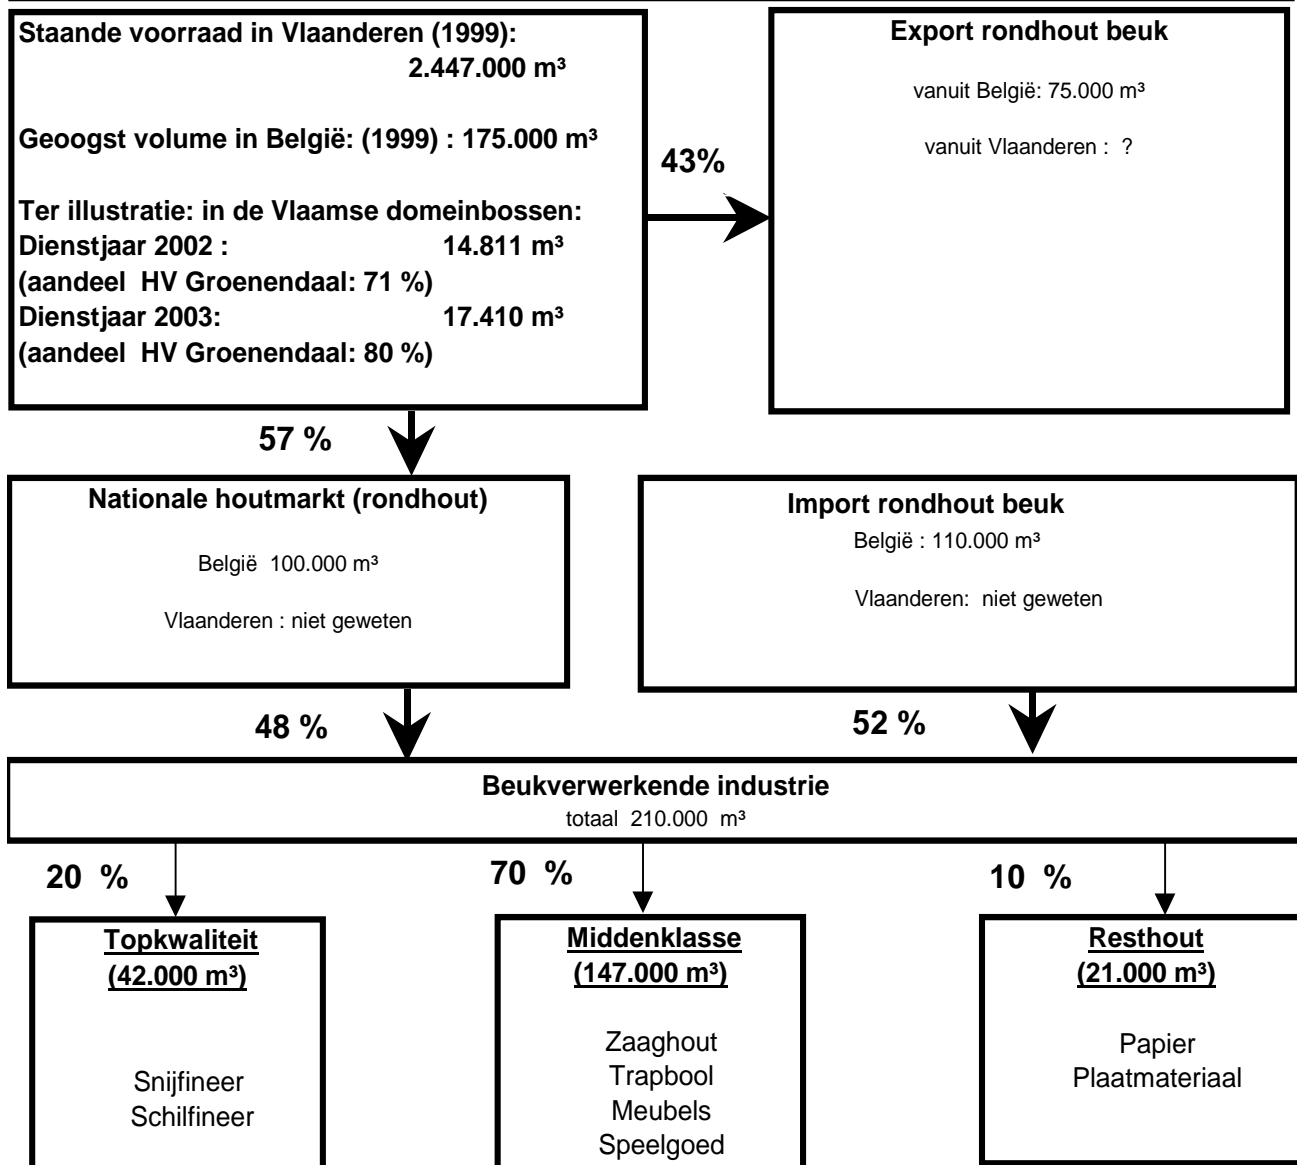 Staande voorraad in Vlaanderen (1999):
2.447.000 m³
Geoogst volume in België: (1999) : 175.000 m³
Ter illustratie: in de Vlaamse domeinbossen:
Dienstjaar 2002 : 14.811 m³
(aandeel HV Groenendaal: 71 %)
Dienstjaar 2003: 17.410 m³
(aandeel HV Groenendaal: 80 %)
43%
Export rondhout beuk
vanuit België: 75.000 m³
vanuit Vlaanderen : ?
57 %
Nationale houtmarkt (rondhout)
België 100.000 m³
Vlaanderen : niet geweten
Import rondhout beuk
België : 110.000 m³
Vlaanderen: niet geweten
48 %
52 %
Beukverwerkende industrie
totaal 210.000 m³
20 %
70 %
10 %
Topkwaliteit
(42.000 m³)
Snijfineer
Schilfineer
Middenklasse
(147.000 m³)
Zaaghout
Trapbool
Meubels
Speelgoed
Resthout
(21.000 m³)
Papier
Plaatmateriaal